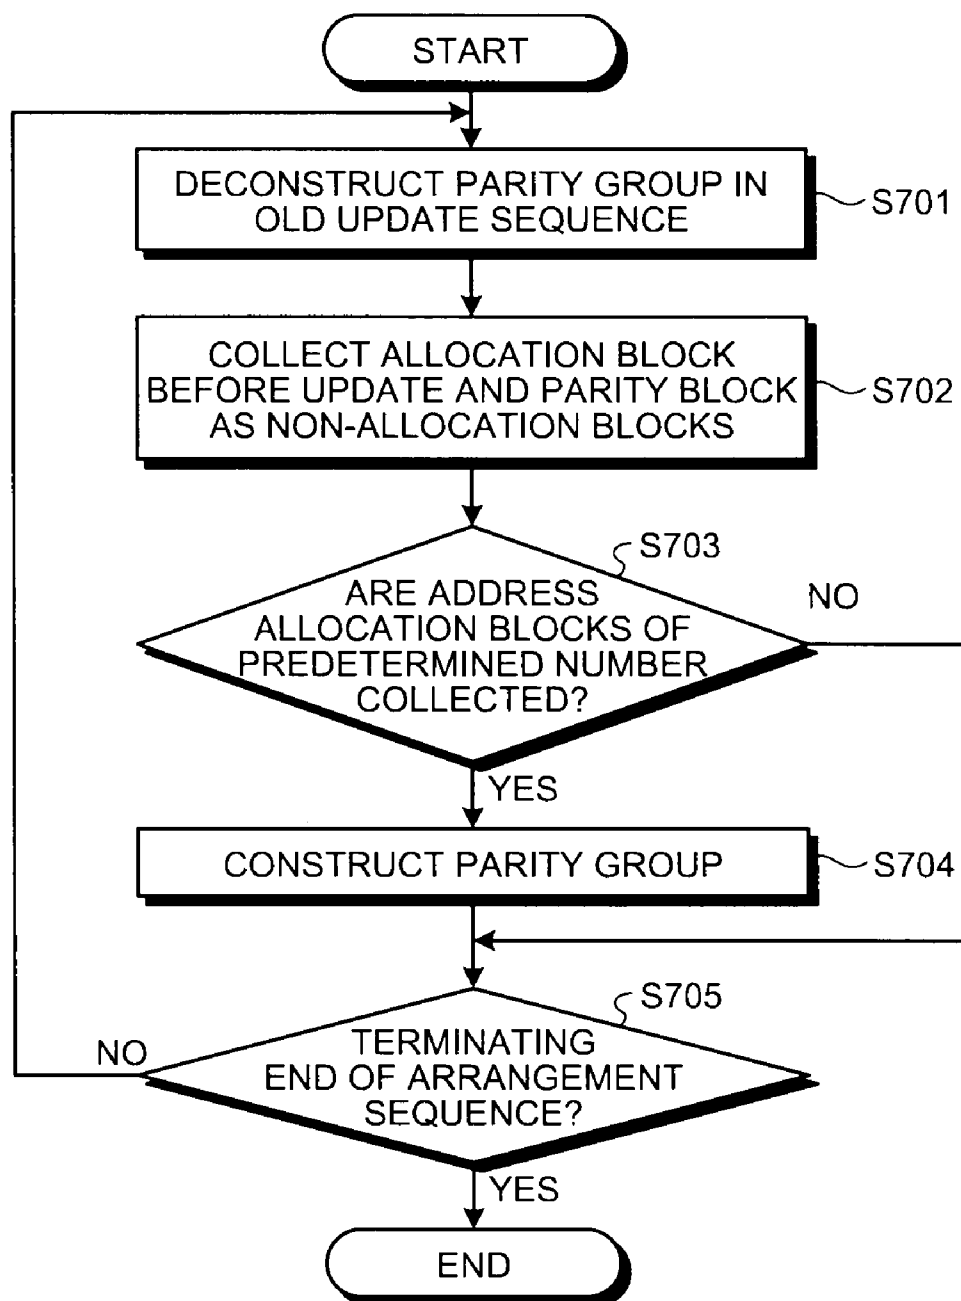 START
DECONSTRUCT PARITY GROUP IN
OLD UPDATE SEQUENCE
S701
COLLECT ALLOCATION BLOCK
BEFORE UPDATE AND PARITY BLOCK
AS NON-ALLOCATION BLOCKS
S702
S703
ARE ADDRESS
ALLOCATION BLOCKS OF
PREDETERMINED NUMBER
COLLECTED?
NO
YES
CONSTRUCT PARITY GROUP
S704
S705
TERMINATING
END OF ARRANGEMENT
SEQUENCE?
NO
YES
END